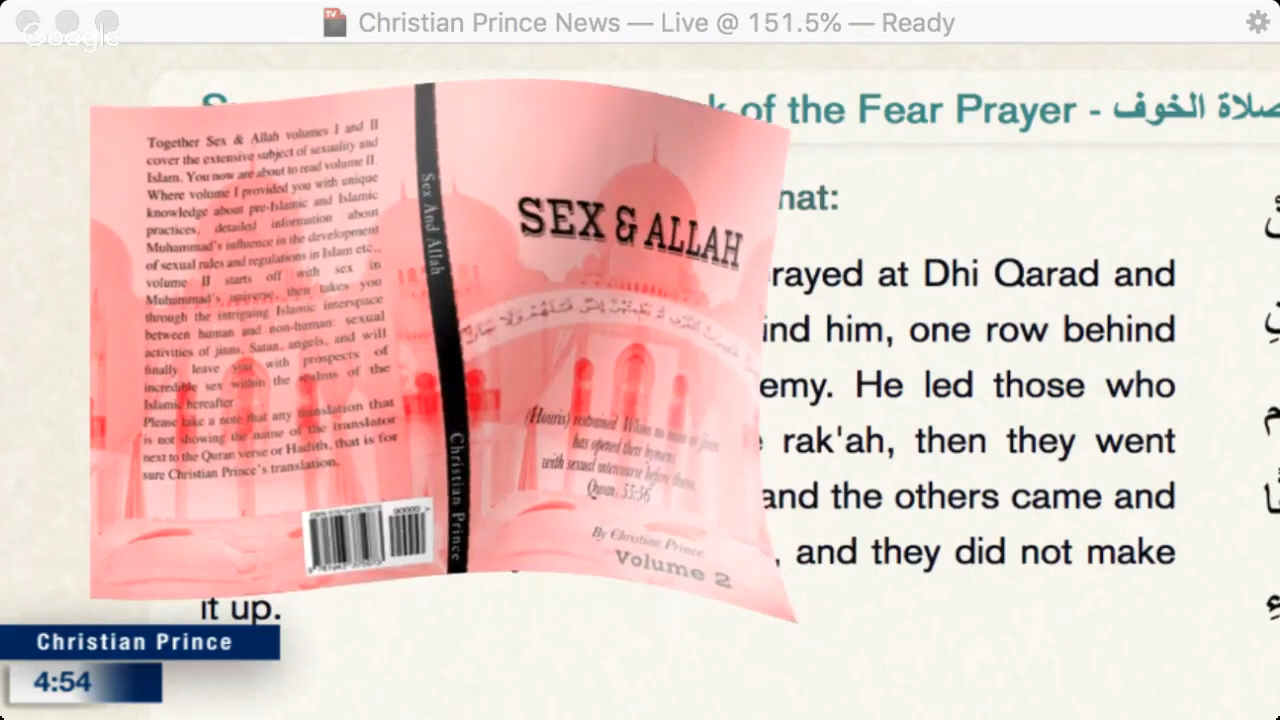 Christian Prince News — Live @ 151.5% — Ready
Google
k of the Fear Prayer - صلاة الخوف
hat:
rayed at Dhi Qarad and
ind him, one row behind
emy. He led those who
rak'ah, then they went
and the others came and
, and they did not make
it up.
Together Sex & Allah volumes I and II
cover the extensive subject of sexuality and
Islam. You now are about to read volume II.
Where volume I provided you with unique
knowledge about pre-Islamic and Islamic
practices, detailed information about
Muhammad's influence in the development
of sexual rules and regulations in Islam etc..,
volume II starts off with sex in
Muhammad's universe, then takes you
through the intriguing Islamic interspace
between human and non-human: sexual
activities of jinns, Satan, angels, and will
finally leave you with prospects of
incredible sex within the realms of the
Islamic hereafter
Please take a note that any translation that
is not showing the name of the translator
next to the Quran verse or Hadith, that is for
sure Christian Prince's translation.
Sex And Allah
Christian Prince
SEX & ALLAH
(Houris) restrained Whom no man or jinns
has opened their hymens
with sexual intercourse before them.
Quran, 55:56
By Christian Prince
Volume 2
Christian Prince
4:54